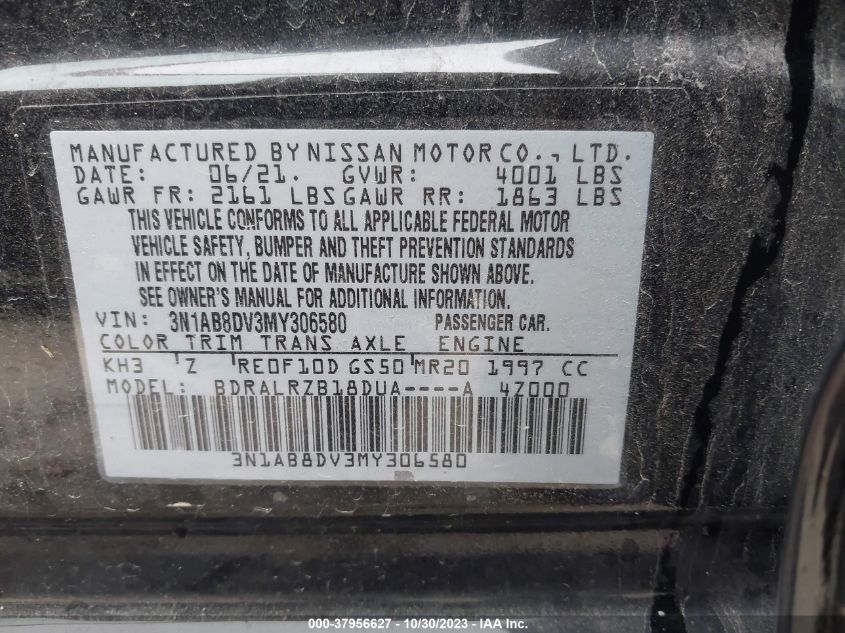 MANUFACTURED BY NISSAN MOTOR CO., LTD.
DATE: 06/21. GVWR: 4001 LBS
GAWR FR: 2161 LBS GAWR RR: 1863 LBS
THIS VEHICLE CONFORMS TO ALL APPLICABLE FEDERAL MOTOR
VEHICLE SAFETY, BUMPER AND THEFT PREVENTION STANDARDS
IN EFFECT ON THE DATE OF MANUFACTURE SHOWN ABOVE.
SEE OWNER'S MANUAL FOR ADDITIONAL INFORMATION.
VIN: 3N1AB8DV3MY306580 PASSENGER CAR.
COLOR TRIM TRANS AXLE ENGINE
KH3 Z RE0F10D GS50 MR20 1997 CC
MODEL: BDRALRZB18DUA----A 4Z000
3N1AB8DV3MY306580
000-37956627 - 10/30/2023 - IAA Inc.